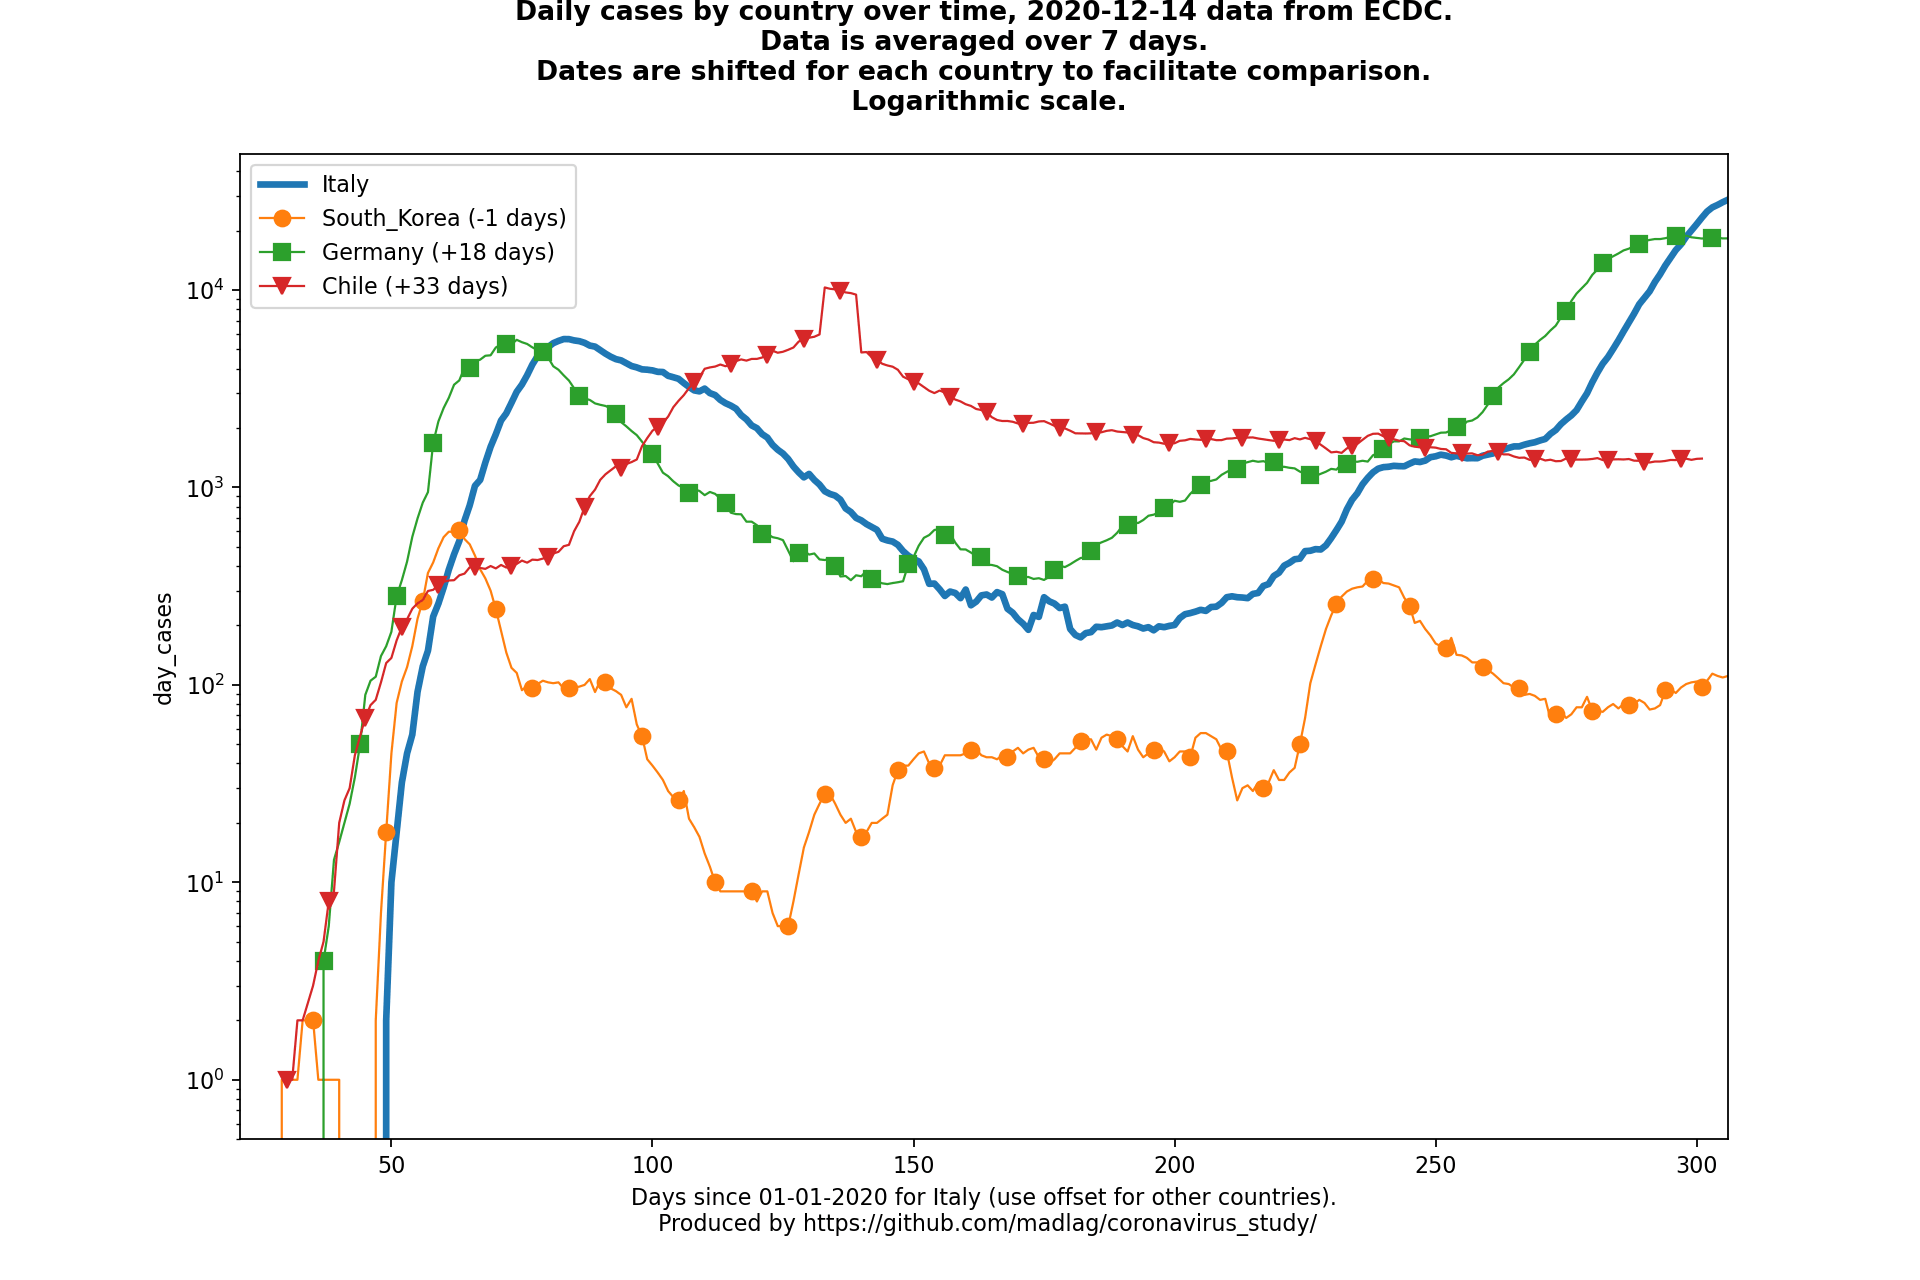 Daily cases by country over time, 2020-12-14 data from ECDC.
Data is averaged over 7 days.
Dates are shifted for each country to facilitate comparison.
Logarithmic scale.
Italy
South_Korea (-1 days)
Germany (+18 days)
Chile (+33 days)
day_cases
10⁴
10³
10²
10¹
10⁰
50 100 150 200 250 300
Days since 01-01-2020 for Italy (use offset for other countries).
Produced by https://github.com/madlag/coronavirus_study/